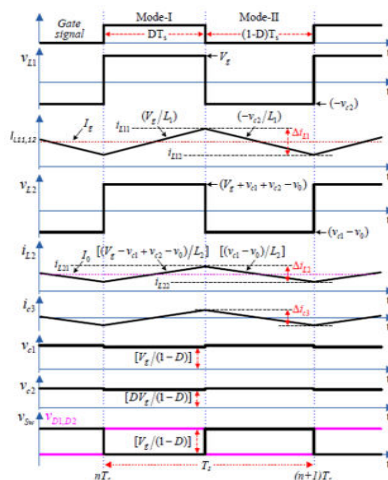 Gate signal
Mode-I
Mode-II
DTs
(1-D)Ts
vL1
Vg
(-vc2)
t
iL11,12
Ig
iL11
(Vg/L1)
(-vc2/L1)
ΔiL1
iL12
t
vL2
(Vg + vc1 + vc2 − v0)
(vc1 − v0)
t
iL2
I0
iL21
[(Vg − vc1 + vc2 − v0)/L2]
[(vc1 − v0)/L2]
ΔiL2
iL22
t
ic3
Δic3
t
vc1
[Vg/(1−D)]
t
vc2
[DVg/(1−D)]
t
vSw
vD1,D2
[Vg/(1−D)]
t
nTs
Ts
(n+1)Ts